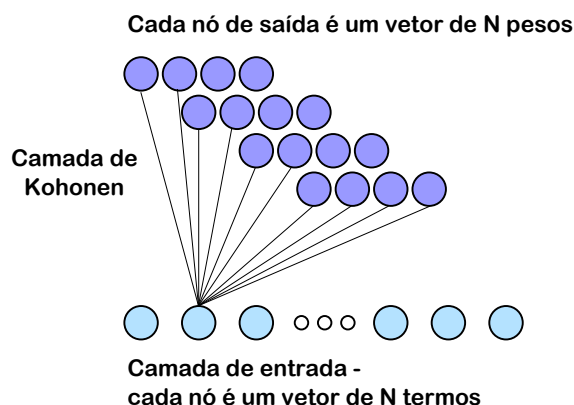 Cada nó de saída é um vetor de N pesos
Camada de
Kohonen
Camada de entrada -
cada nó é um vetor de N termos